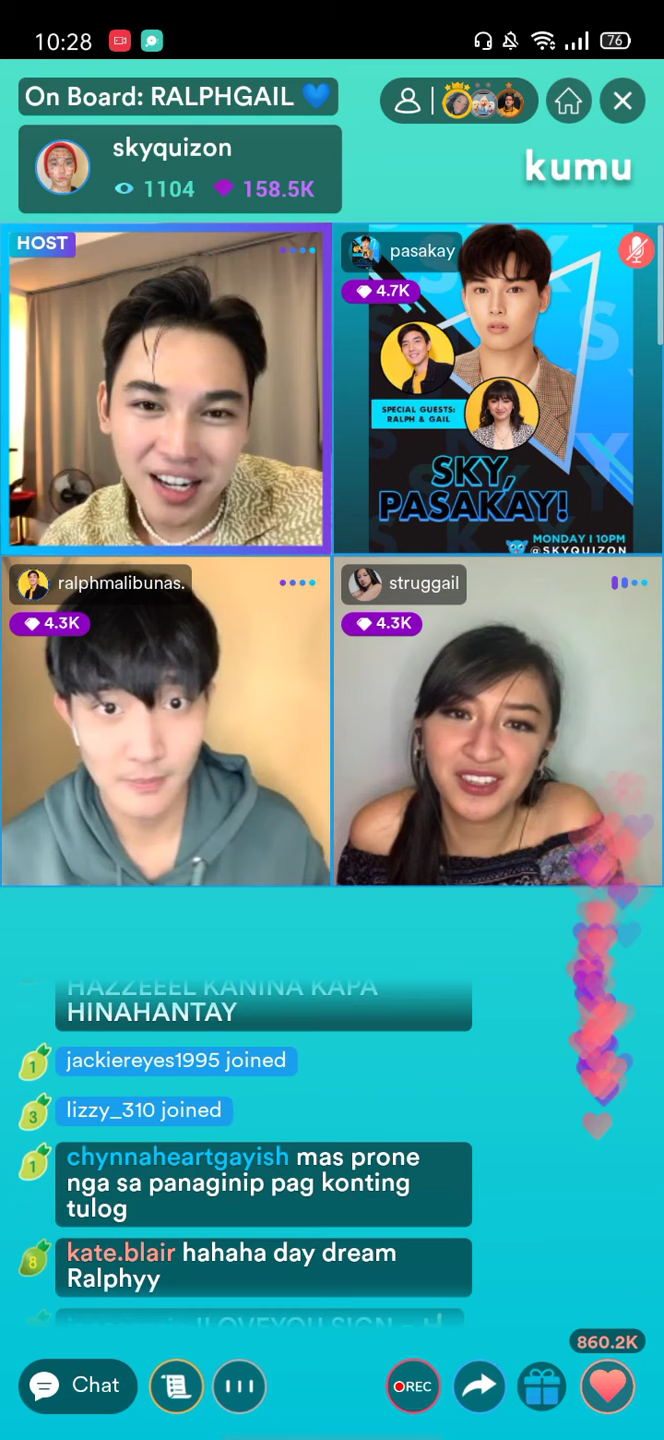 10:28
76
On Board: RALPHGAIL 💙
skyquizon
1104 158.5K
kumu
HOST
pasakay
4.7K
SPECIAL GUESTS:
RALPH & GAIL
SKY,
PASAKAY!
MONDAY | 10PM
@SKYQUIZON
ralphmalibunas.
4.3K
struggail
4.3K
HAZZEEEL KANINA KAPA
HINAHANTAY
1 jackiereyes1995 joined
3 lizzy_310 joined
1 chynnaheartgayish mas prone
nga sa panaginip pag konting
tulog
8 kate.blair hahaha day dream
Ralphyy
860.2K
Chat
REC